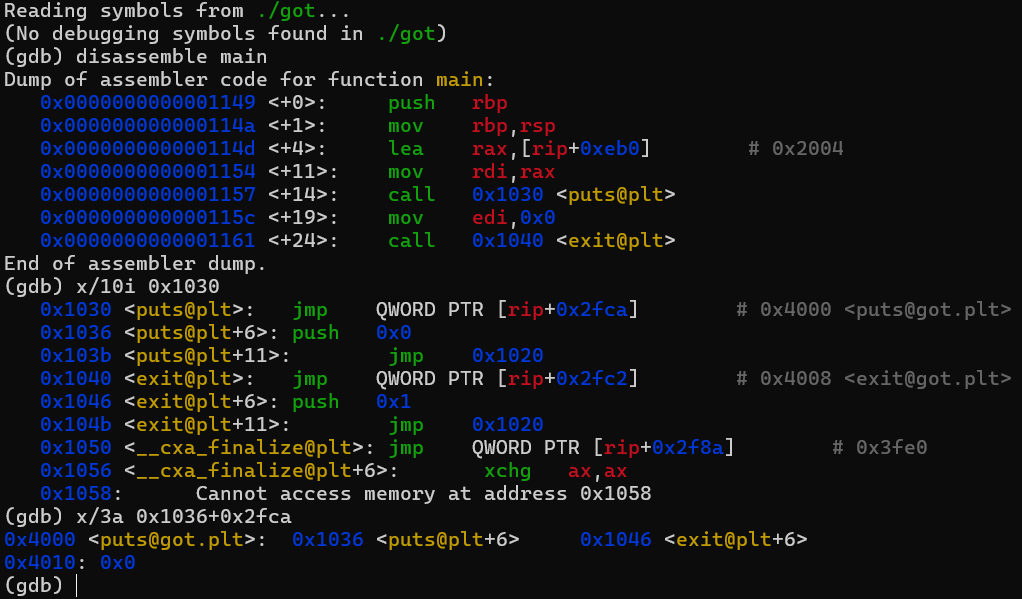 Reading symbols from ./got...
(No debugging symbols found in ./got)
(gdb) disassemble main
Dump of assembler code for function main:
   0x0000000000001149 <+0>:     push   rbp
   0x000000000000114a <+1>:     mov    rbp,rsp
   0x000000000000114d <+4>:     lea    rax,[rip+0xeb0]        # 0x2004
   0x0000000000001154 <+11>:    mov    rdi,rax
   0x0000000000001157 <+14>:    call   0x1030 <puts@plt>
   0x000000000000115c <+19>:    mov    edi,0x0
   0x0000000000001161 <+24>:    call   0x1040 <exit@plt>
End of assembler dump.
(gdb) x/10i 0x1030
   0x1030 <puts@plt>:   jmp    QWORD PTR [rip+0x2fca]        # 0x4000 <puts@got.plt>
   0x1036 <puts@plt+6>: push   0x0
   0x103b <puts@plt+11>:        jmp    0x1020
   0x1040 <exit@plt>:   jmp    QWORD PTR [rip+0x2fc2]        # 0x4008 <exit@got.plt>
   0x1046 <exit@plt+6>: push   0x1
   0x104b <exit@plt+11>:        jmp    0x1020
   0x1050 <__cxa_finalize@plt>: jmp    QWORD PTR [rip+0x2f8a]        # 0x3fe0
   0x1056 <__cxa_finalize@plt+6>:       xchg   ax,ax
   0x1058:      Cannot access memory at address 0x1058
(gdb) x/3a 0x1036+0x2fca
0x4000 <puts@got.plt>:  0x1036 <puts@plt+6>     0x1046 <exit@plt+6>
0x4010: 0x0
(gdb)